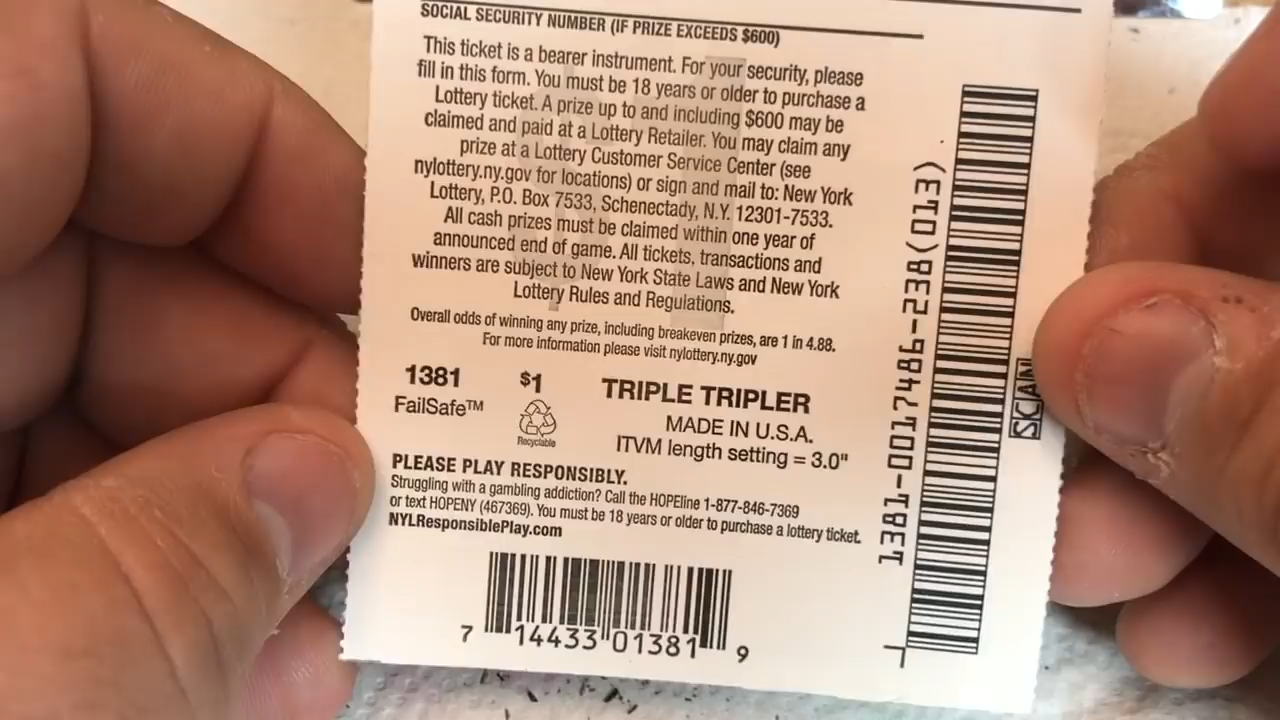 SOCIAL SECURITY NUMBER (IF PRIZE EXCEEDS $600)
This ticket is a bearer instrument. For your security, please
fill in this form. You must be 18 years or older to purchase a
Lottery ticket. A prize up to and including $600 may be
claimed and paid at a Lottery Retailer. You may claim any
prize at a Lottery Customer Service Center (see
nylottery.ny.gov for locations) or sign and mail to: New York
Lottery, P.O. Box 7533, Schenectady, N.Y. 12301-7533.
All cash prizes must be claimed within one year of
announced end of game. All tickets, transactions and
winners are subject to New York State Laws and New York
Lottery Rules and Regulations.
Overall odds of winning any prize, including breakeven prizes, are 1 in 4.88.
For more information please visit nylottery.ny.gov
1381 $1 TRIPLE TRIPLER
FailSafe™ Recyclable MADE IN U.S.A.
ITVM length setting = 3.0"
PLEASE PLAY RESPONSIBLY.
Struggling with a gambling addiction? Call the HOPEline 1-877-846-7369
or text HOPENY (467369). You must be 18 years or older to purchase a lottery ticket.
NYLResponsiblePlay.com
7 14433 01381 9
1381-0017486-238(013)
SCAN